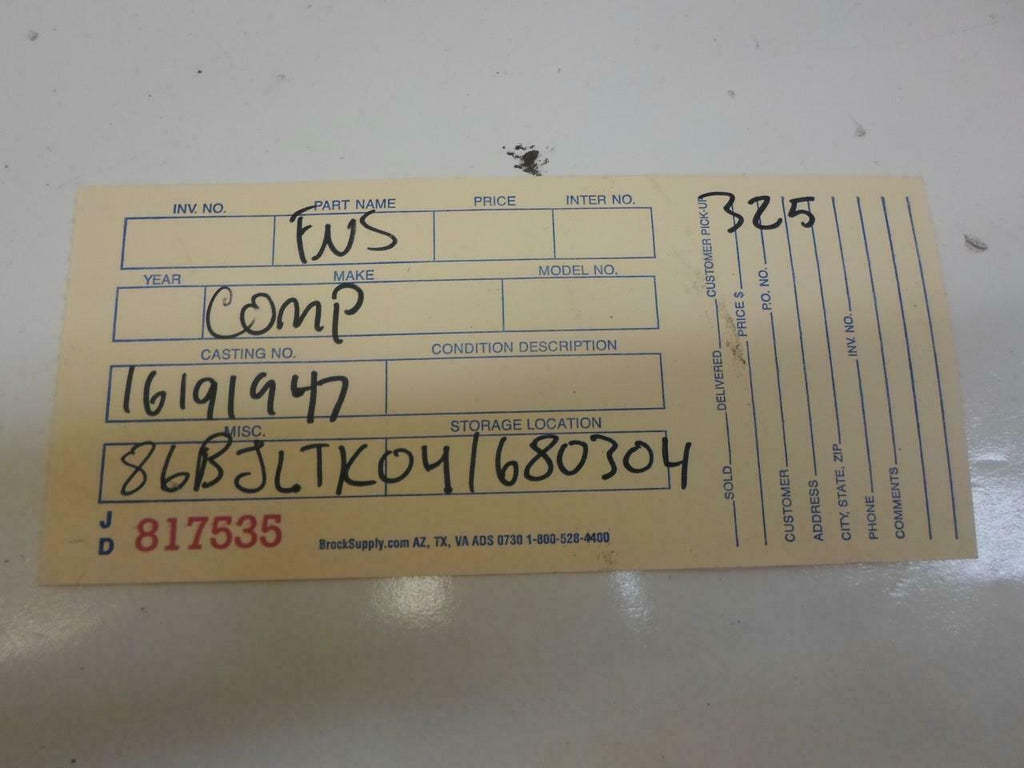 INV. NO. PART NAME PRICE INTER NO.
FNS
YEAR MAKE MODEL NO.
COMP
CASTING NO. CONDITION DESCRIPTION
16191947
MISC. STORAGE LOCATION
86BJLTK04/680304
JD 817535
BrockSupply.com AZ, TX, VA ADS 0730 1-800-528-4400
325
SOLD DELIVERED CUSTOMER PICK-UP
PRICE $
P.O. NO.
CUSTOMER
ADDRESS
CITY, STATE, ZIP
INV. NO.
PHONE
COMMENTS